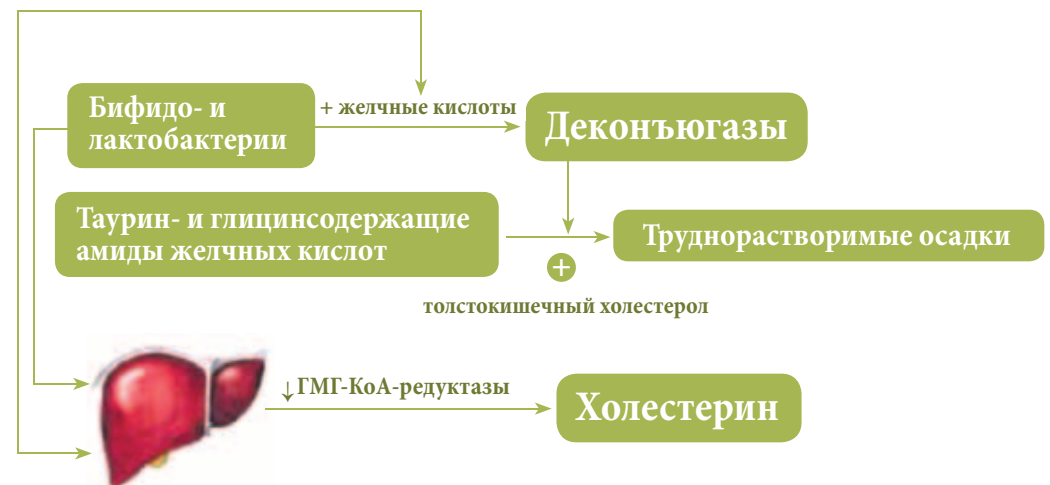 Бифидо- и
лактобактерии
+ желчные кислоты
Деконъюгазы
Таурин- и глицинсодержащие
амиды желчных кислот
Труднорастворимые осадки
+
толстокишечный холестерол
↓ГМГ-КоА-редуктазы
Холестерин